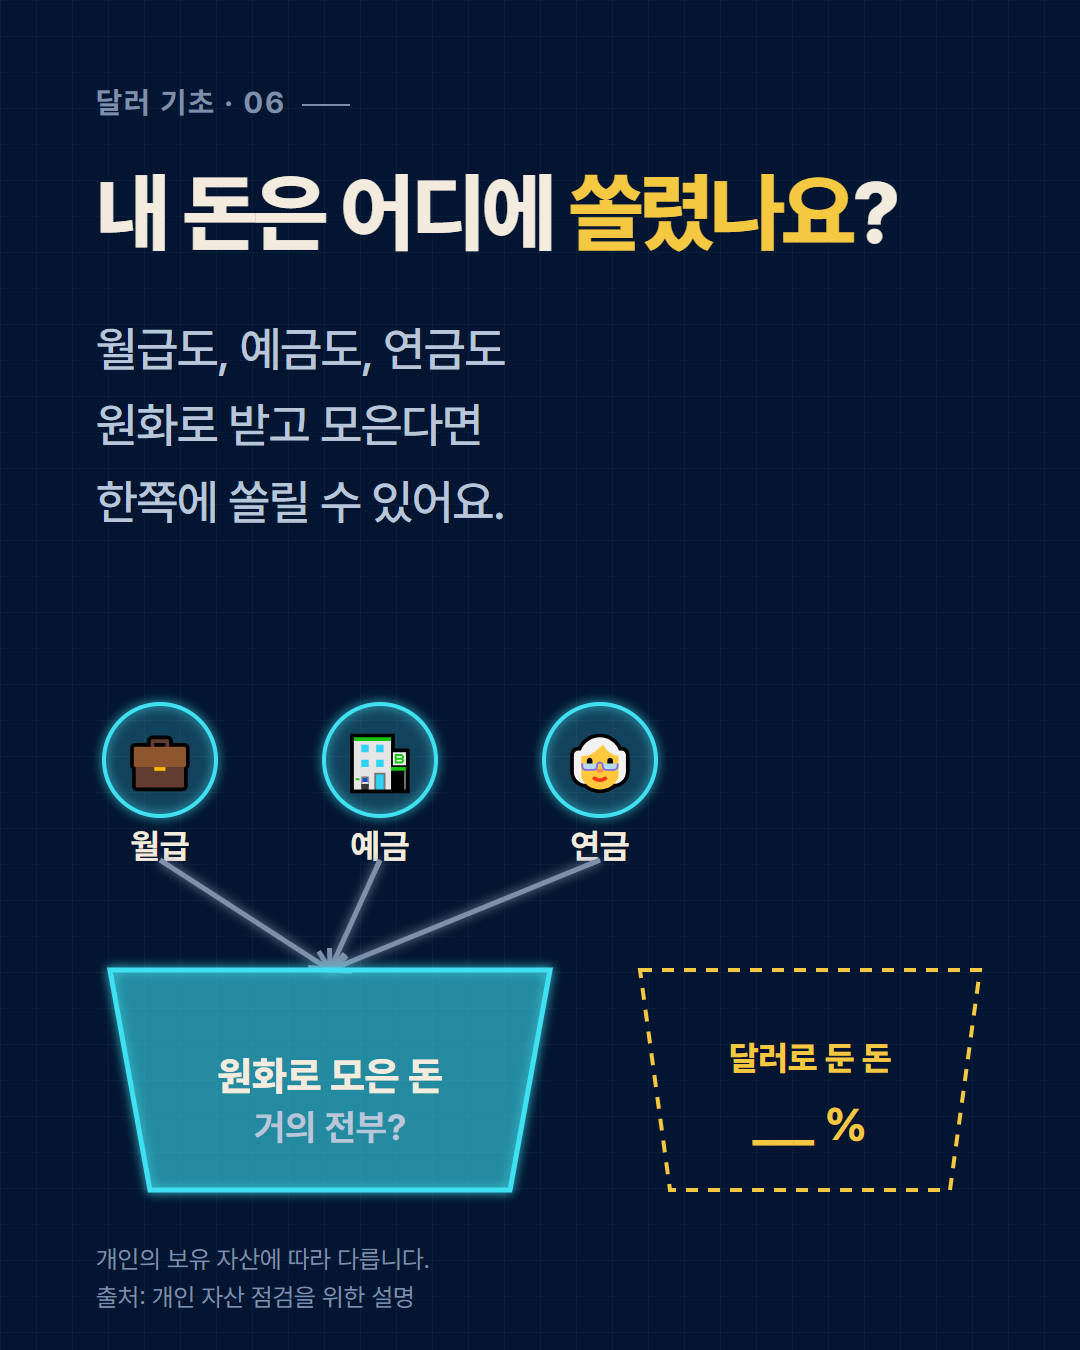 달러 기초 · 06
내 돈은 어디에 쏠렸나요?
월급도, 예금도, 연금도
원화로 받고 모은다면
한쪽에 쏠릴 수 있어요.
월급 예금 연금
원화로 모은 돈
거의 전부?
달러로 둔 돈
___ %
개인의 보유 자산에 따라 다릅니다.
출처: 개인 자산 점검을 위한 설명